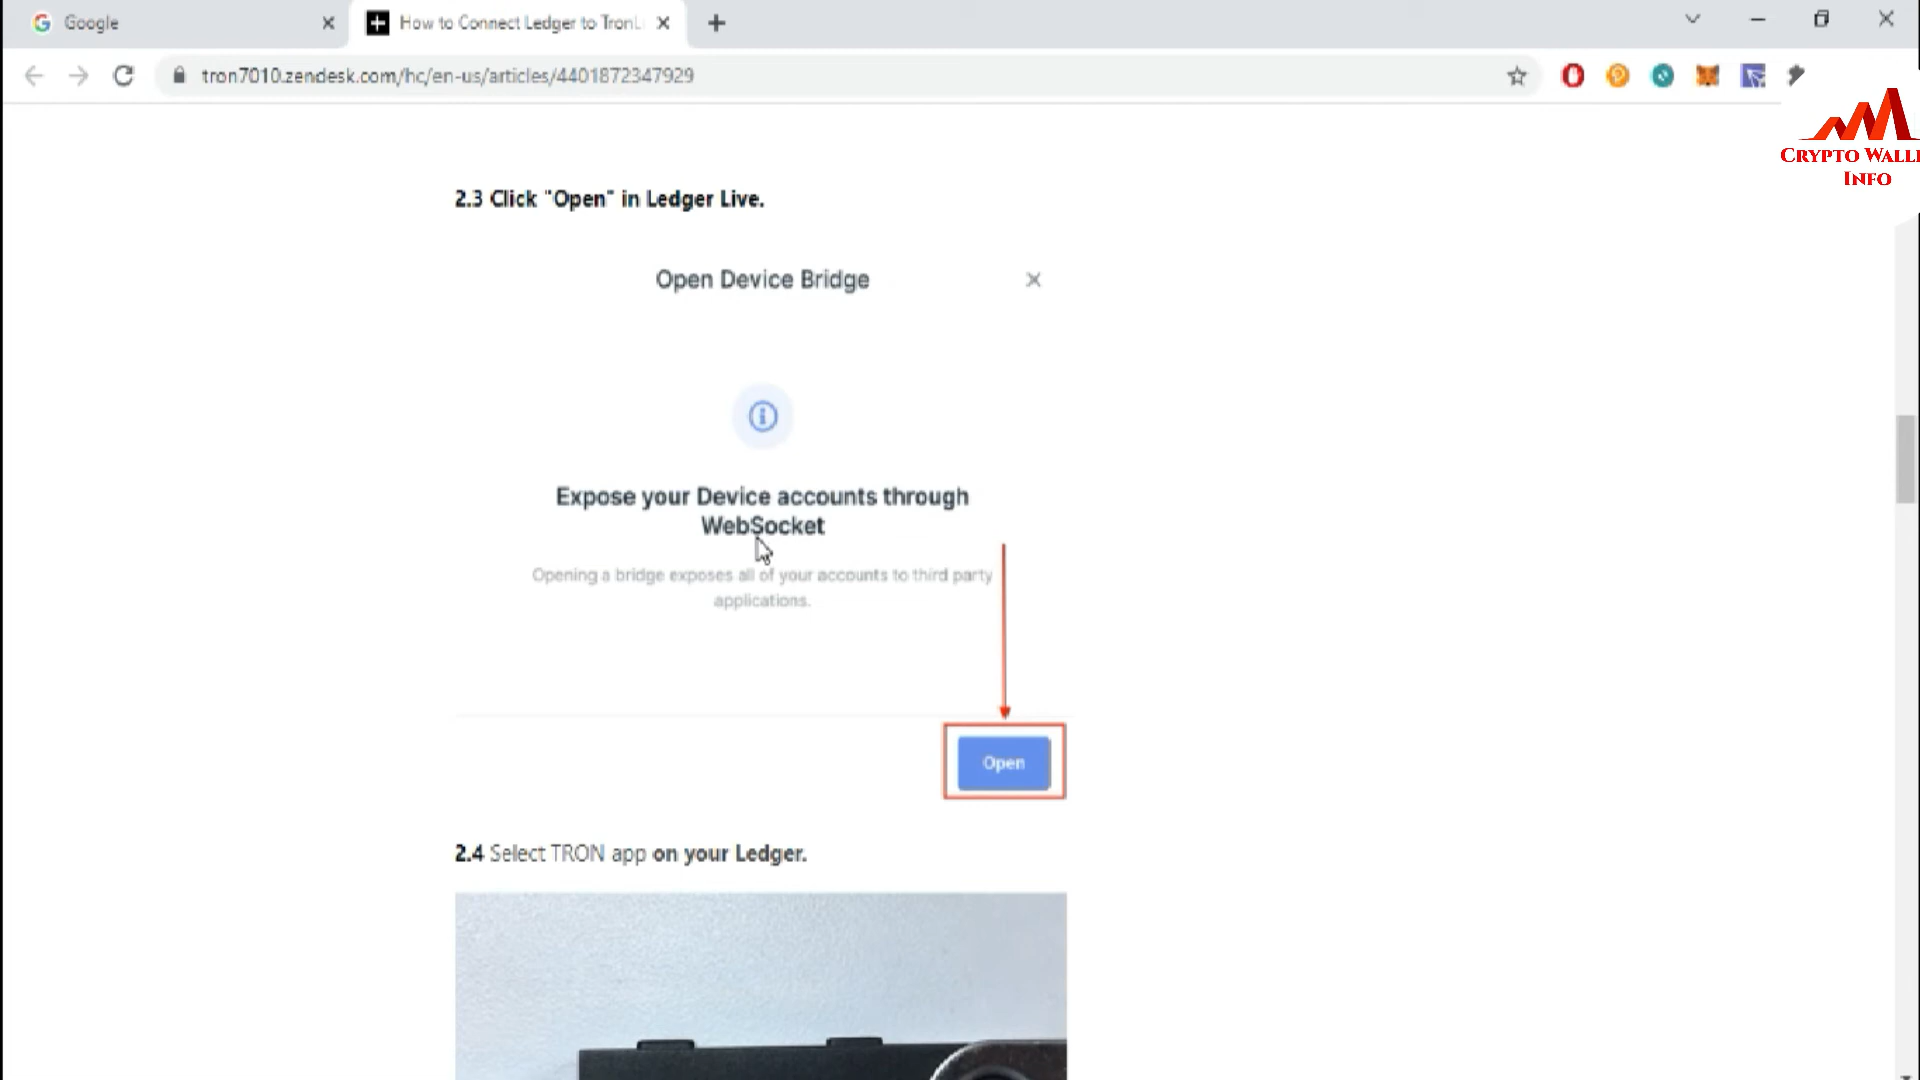 Google
How to Connect Ledger to TronL
tron7010.zendesk.com/hc/en-us/articles/4401872347929
CRYPTO WALL
INFO
2.3 Click "Open" in Ledger Live.
Open Device Bridge
Expose your Device accounts through
WebSocket
Opening a bridge exposes all of your accounts to third party
applications.
Open
2.4 Select TRON app on your Ledger.